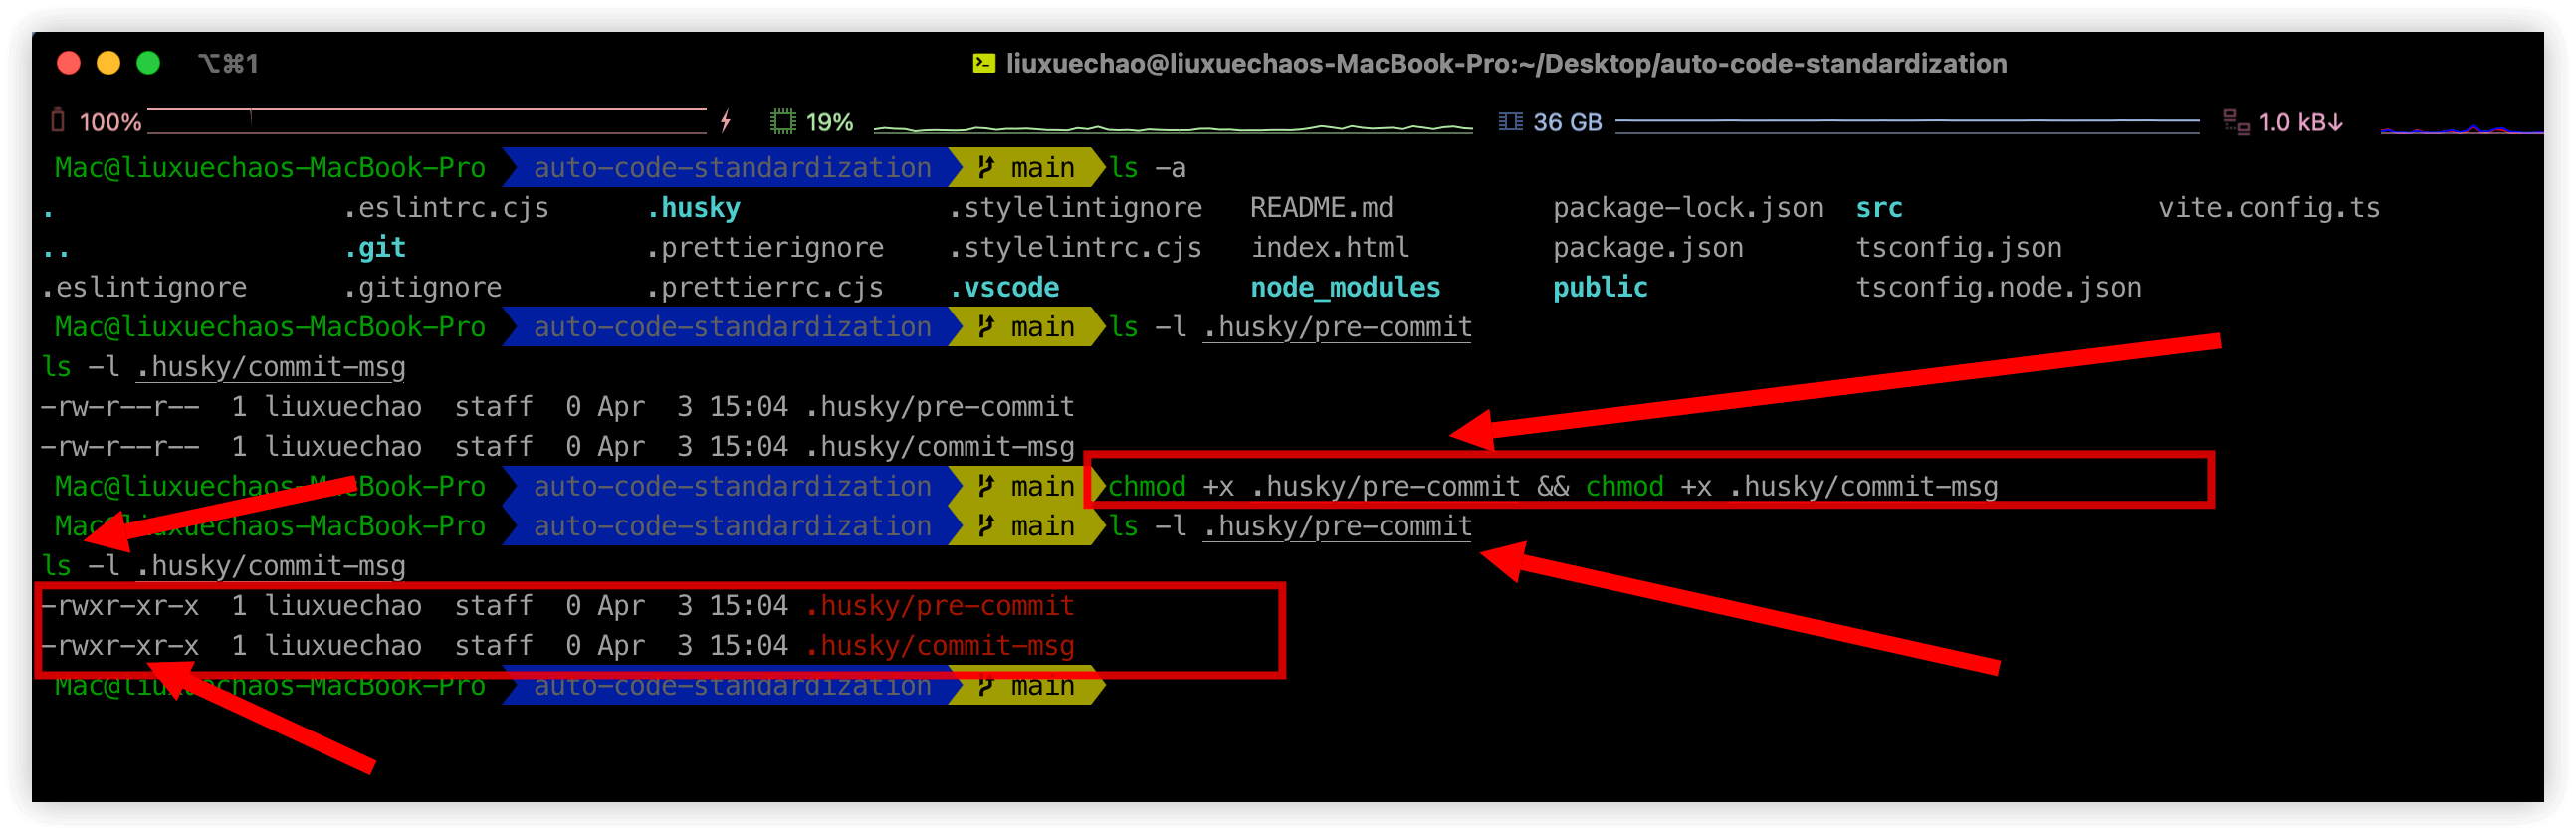 ⌥⌘1 liuxuechao@liuxuechaos-MacBook-Pro:~/Desktop/auto-code-standardization
100% 19% 36 GB 1.0 kB↓
Mac@liuxuechaos-MacBook-Pro auto-code-standardization main ls -a
. .eslintrc.cjs .husky .stylelintignore README.md package-lock.json src vite.config.ts
.. .git .prettierignore .stylelintrc.cjs index.html package.json tsconfig.json
.eslintignore .gitignore .prettierrc.cjs .vscode node_modules public tsconfig.node.json
Mac@liuxuechaos-MacBook-Pro auto-code-standardization main ls -l .husky/pre-commit
ls -l .husky/commit-msg
-rw-r--r-- 1 liuxuechao staff 0 Apr 3 15:04 .husky/pre-commit
-rw-r--r-- 1 liuxuechao staff 0 Apr 3 15:04 .husky/commit-msg
Mac@liuxuechaos-MacBook-Pro auto-code-standardization main chmod +x .husky/pre-commit && chmod +x .husky/commit-msg
Mac@liuxuechaos-MacBook-Pro auto-code-standardization main ls -l .husky/pre-commit
ls -l .husky/commit-msg
-rwxr-xr-x 1 liuxuechao staff 0 Apr 3 15:04 .husky/pre-commit
-rwxr-xr-x 1 liuxuechao staff 0 Apr 3 15:04 .husky/commit-msg
Mac@liuxuechaos-MacBook-Pro auto-code-standardization main